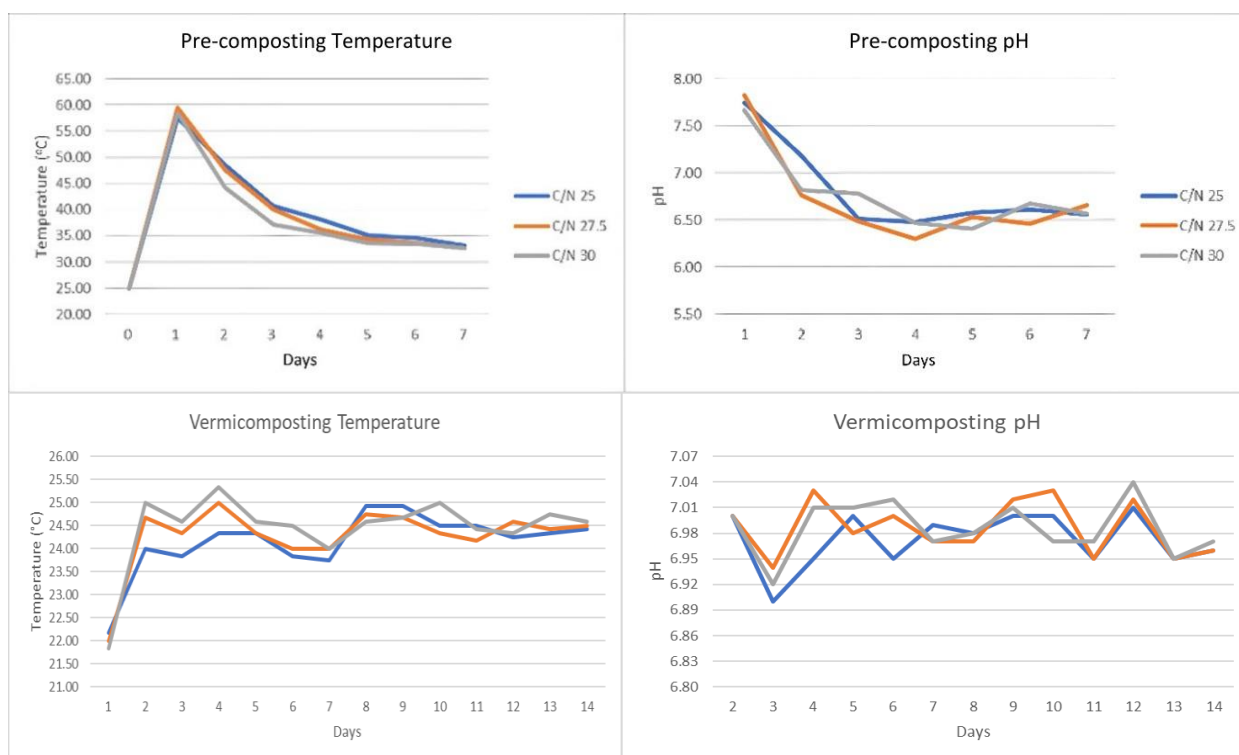 Pre-composting Temperature
65.00
60.00
55.00
50.00
45.00
40.00
35.00
30.00
25.00
20.00
Temperature (°C)
0 1 2 3 4 5 6 7
Days
C/N 25
C/N 27.5
C/N 30
Pre-composting pH
8.00
7.50
7.00
6.50
6.00
5.50
pH
1 2 3 4 5 6 7
Days
C/N 25
C/N 27.5
C/N 30
Vermicomposting Temperature
26.00
25.50
25.00
24.50
24.00
23.50
23.00
22.50
22.00
21.50
21.00
Temperature (°C)
1 2 3 4 5 6 7 8 9 10 11 12 13 14
Days
Vermicomposting pH
7.07
7.04
7.01
6.98
6.95
6.92
6.89
6.86
6.83
6.80
pH
2 3 4 5 6 7 8 9 10 11 12 13 14
Days